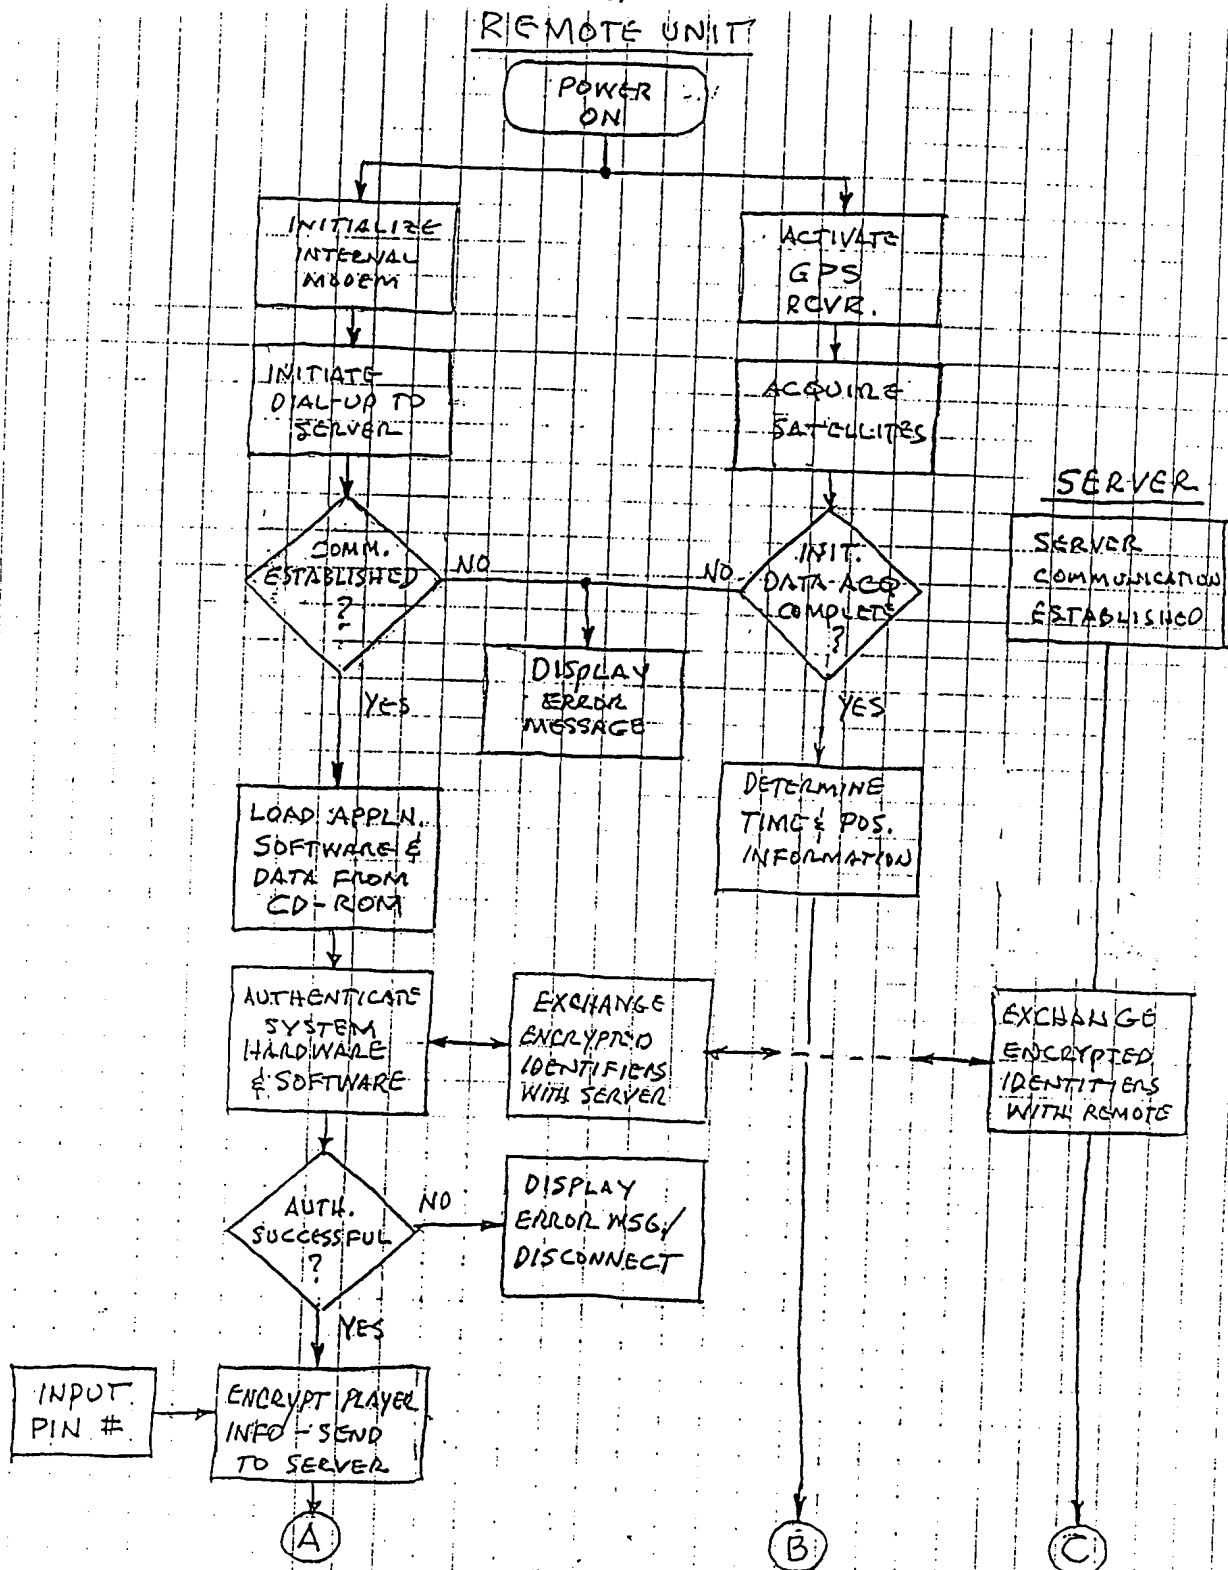 REMOTE UNIT
POWER
ON
INITIALIZE
INTERNAL
MODEM
ACTIVATE
GPS
RCVR.
INITIATE
DIAL-UP TO
SERVER
ACQUIRE
SATELLITES
SERVER
COMM.
ESTABLISHED
?
NO
NO
INIT.
DATA ACQ
COMPLETE
?
SERVER
COMMUNICATION
ESTABLISHED
DISPLAY
ERROR
MESSAGE
YES
YES
LOAD APPLN.
SOFTWARE &
DATA FROM
CD-ROM
DETERMINE
TIME & POS.
INFORMATION
AUTHENTICATE
SYSTEM
HARDWARE
& SOFTWARE
EXCHANGE
ENCRYPTED
IDENTIFIERS
WITH SERVER
EXCHANGE
ENCRYPTED
IDENTIFIERS
WITH REMOTE
AUTH.
SUCCESSFUL
?
NO
DISPLAY
ERROR MSG/
DISCONNECT
YES
INPUT
PIN #
ENCRYPT PLAYER
INFO - SEND
TO SERVER
A
B
C